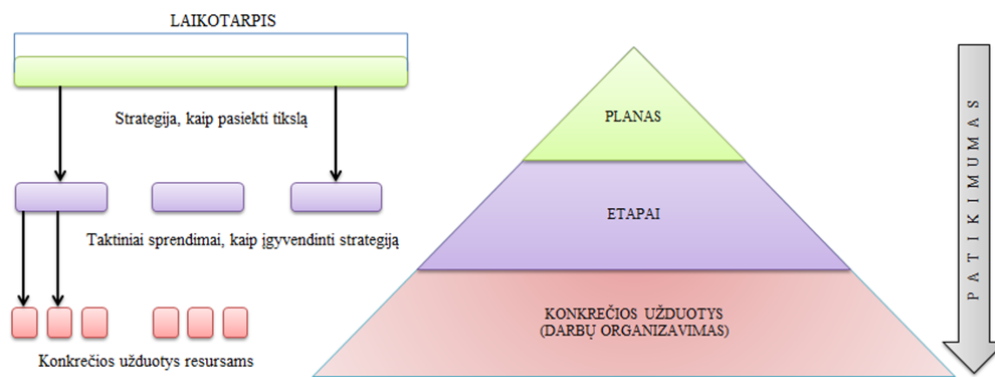 LAIKOTARPIS
Strategija, kaip pasiekti tikslą
Taktiniai sprendimai, kaip įgyvendinti strategiją
Konkrečios užduotys resursams
PLANAS
ETAPAI
KONKREČIOS UŽDUOTYS
(DARBŲ ORGANIZAVIMAS)
PATIKIMUMAS